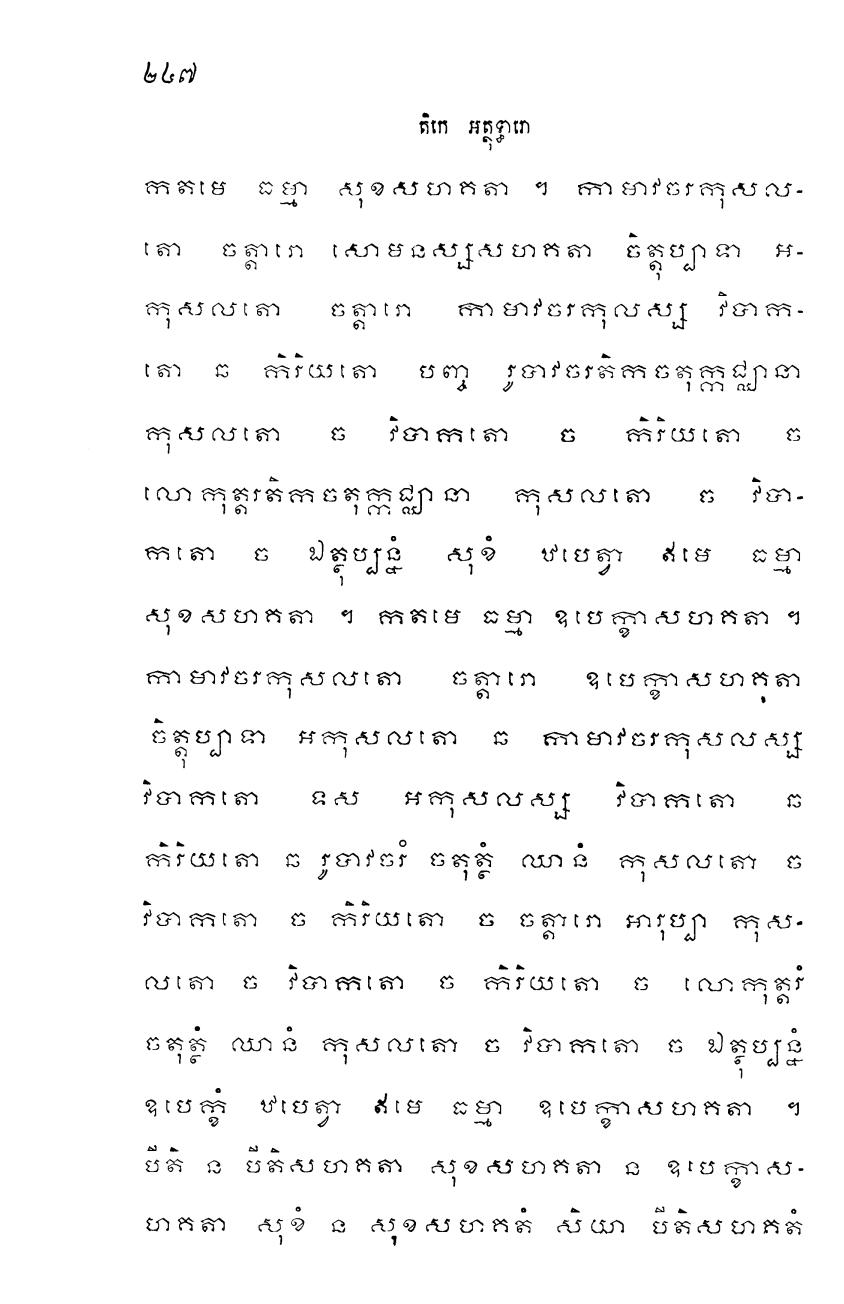 ២៤៧
តិកេ អត្ថុទ្ធារោ
កតមេ ធម្មា សុខសហគតា ។ កាមាវចរកុសល-
តោ ចត្តារោ សោមនស្សសហគតា ចិត្តុប្បាទា អ-
កុសលតោ ចត្តារោ កាមាវចរកុលស្ស វិបាក-
តោ ឆ កិរិយតោ បញ្ច រូបាវចរតិកចតុក្កជ្ឈានា
កុសលតោ ច វិបាកតោ ច កិរិយតោ ច
លោកុត្តរតិកចតុក្កជ្ឈានា កុសលតោ ច វិបា-
កតោ ច ឯត្ថុប្បន្នំ សុខំ ឋបេត្វា ឥមេ ធម្មា
សុខសហគតា ។ កតមេ ធម្មា ឧបេក្ខាសហគតា ។
កាមាវចរកុសលតោ ចត្តារោ ឧបេក្ខាសហគុតា
ចិត្តុប្បាទា អកុសលតោ ឆ កាមាវចរកុសលស្ស
វិបាកតោ ទស អកុសលស្ស វិបាកតោ ឆ
កិរិយតោ ឆ រូបាវចរំ ចតុត្ថំ ឈានំ កុសលតោ ច
វិបាកតោ ច កិរិយតោ ច ចត្តារោ អារុប្បា កុស-
លតោ ច វិបាកតោ ច កិរិយតោ ច លោកុត្តរំ
ចតុត្ថំ ឈានំ កុសលតោ ច វិបាកតោ ច ឯត្ថុប្បន្នំ
ឧបេក្ខំ ឋបេត្វា ឥមេ ធម្មា ឧបេក្ខាសហគតា ។
បីតិ ន បីតិសហគតា សុខសហគតា ន ឧបេក្ខាស-
ហគតា សុខំ ន សុខសហគតំ សិយា បីតិសហគតំ